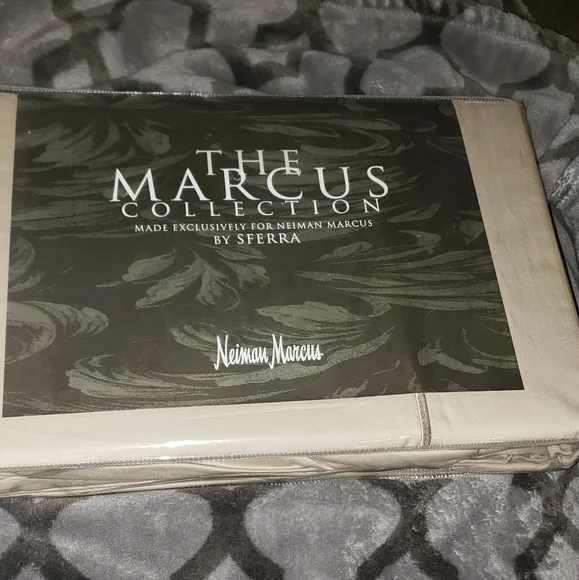 THE
MARCUS
COLLECTION
MADE EXCLUSIVELY FOR NEIMAN MARCUS
BY SFERRA
Neiman Marcus